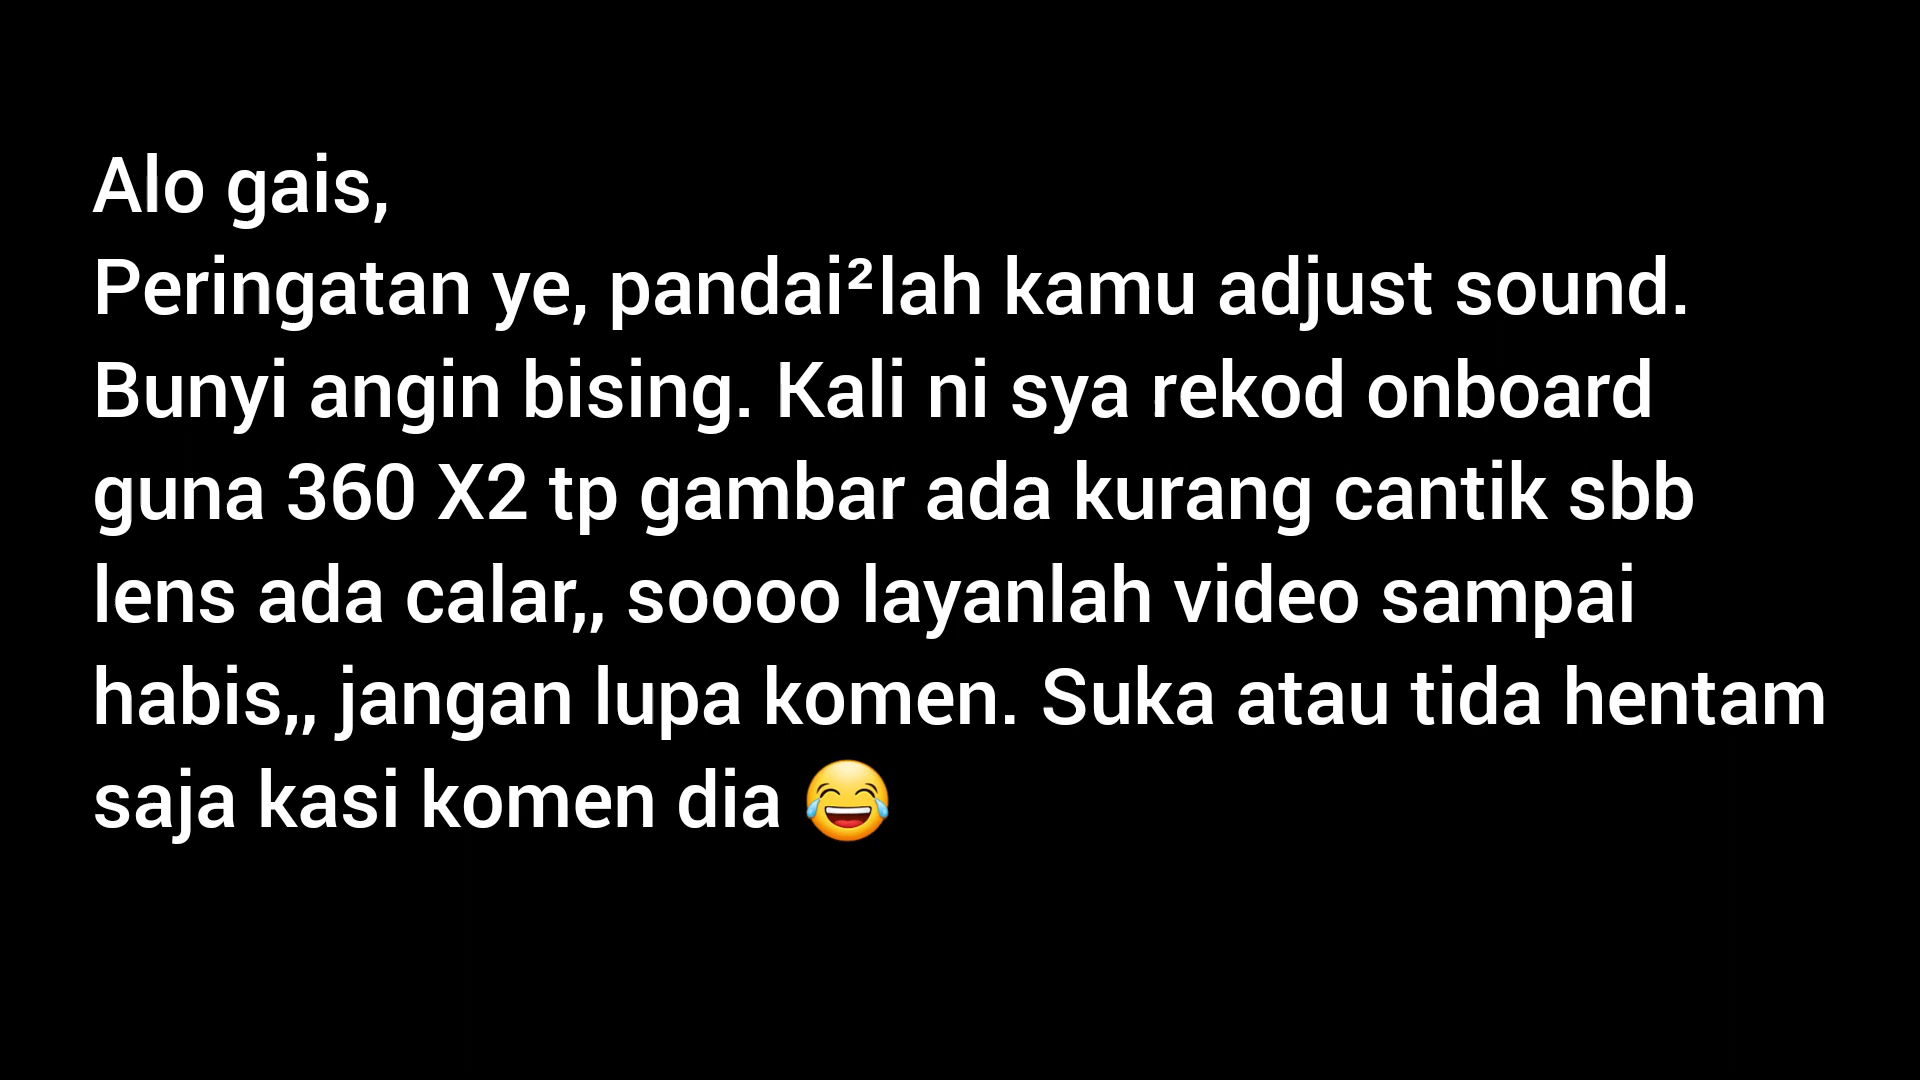 Alo gais,
Peringatan ye, pandai²lah kamu adjust sound.
Bunyi angin bising. Kali ni sya rekod onboard
guna 360 X2 tp gambar ada kurang cantik sbb
lens ada calar,, soooo layanlah video sampai
habis,, jangan lupa komen. Suka atau tida hentam
saja kasi komen dia 😂